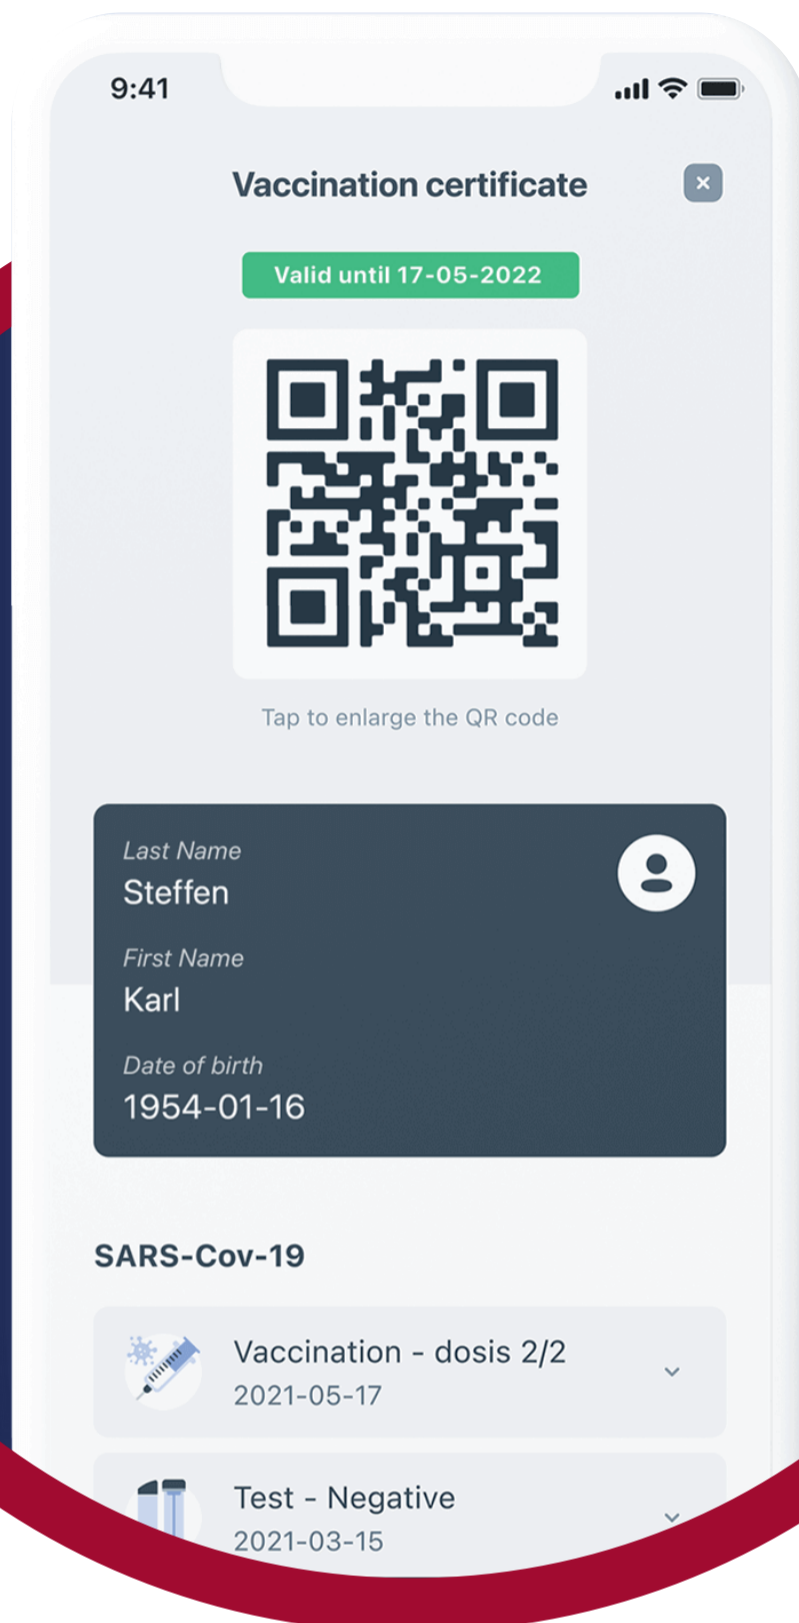 9:41
Vaccination certificate
Valid until 17-05-2022
Tap to enlarge the QR code
Last Name
Steffen
First Name
Karl
Date of birth
1954-01-16
SARS-Cov-19
Vaccination - dosis 2/2
2021-05-17
Test - Negative
2021-03-15